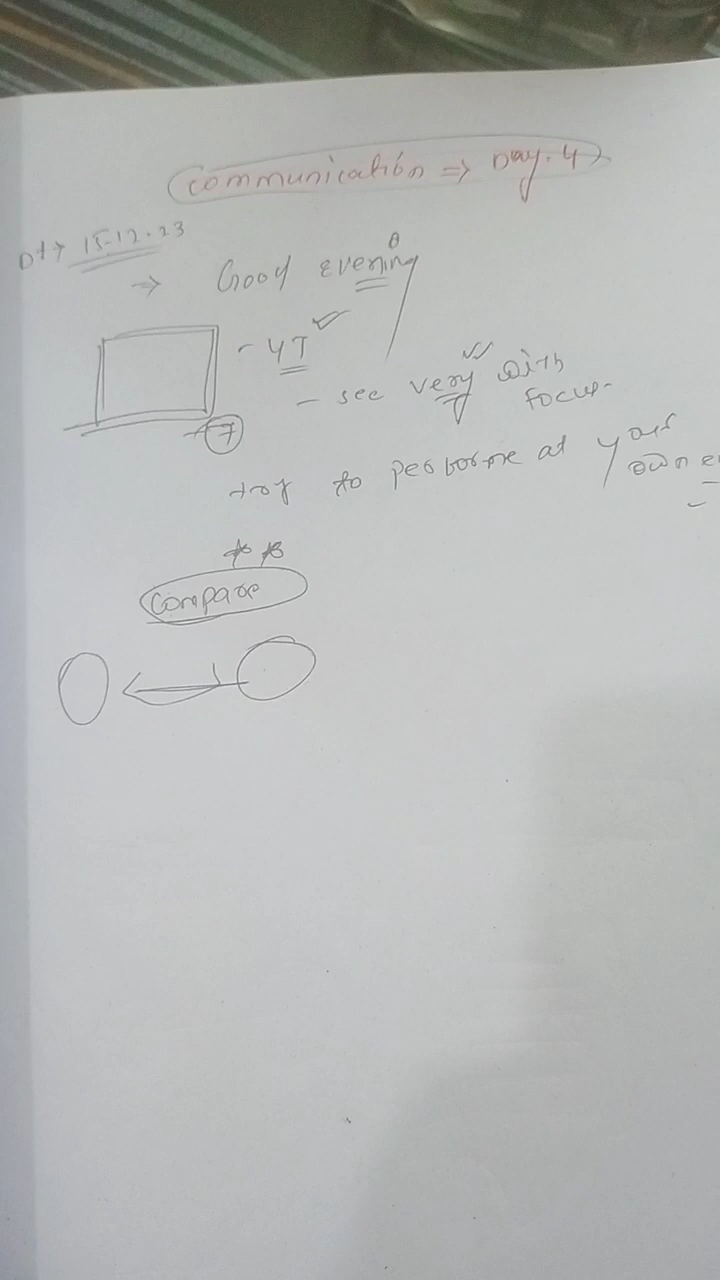 Communication ⇒ Day. 4
Dt → 15.12.23
⇒ Good evening
- YT ✓
- see very with
focus.
try to performe at your
own
Compare